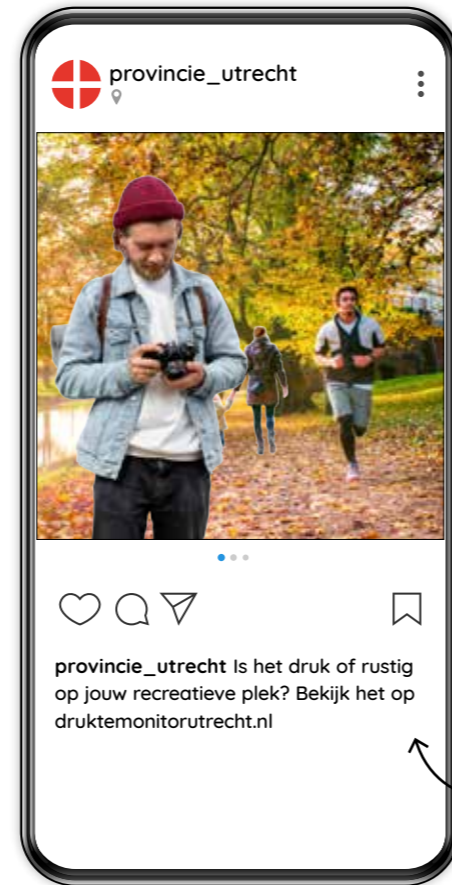 provincie_utrecht
provincie_utrecht Is het druk of rustig
op jouw recreatieve plek? Bekijk het op
druktemonitorutrecht.nl